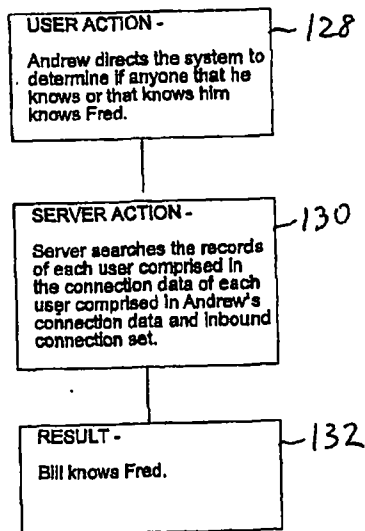 USER ACTION -
128
Andrew directs the system to
determine if anyone that he
knows or that knows him
knows Fred.
SERVER ACTION -
130
Server searches the records
of each user comprised in
the connection data of each
user comprised in Andrew's
connection data and inbound
connection set.
RESULT -
132
Bill knows Fred.